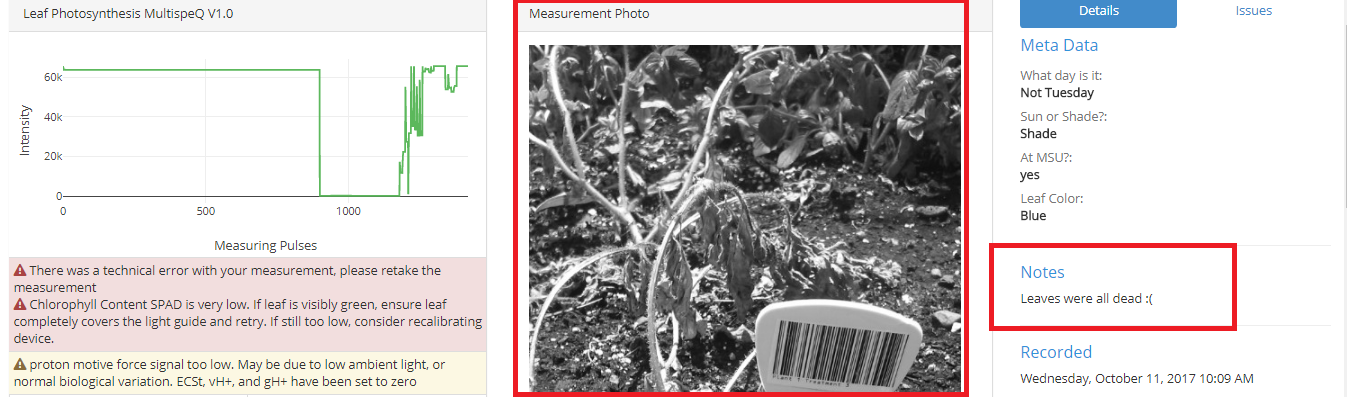 Leaf Photosynthesis MultispeQ V1.0
60k
40k
20k
0
Intensity
0
500
1000
Measuring Pulses
There was a technical error with your measurement, please retake the
measurement
Chlorophyll Content SPAD is very low. If leaf is visibly green, ensure leaf
completely covers the light guide and retry. If still too low, consider recalibrating
device.
proton motive force signal too low. May be due to low ambient light, or
normal biological variation. ECSt, vH+, and gH+ have been set to zero
Measurement Photo
Plant 1 Treatment 2
Details
Issues
Meta Data
What day is it:
Not Tuesday
Sun or Shade?:
Shade
At MSU?:
yes
Leaf Color:
Blue
Notes
Leaves were all dead :(
Recorded
Wednesday, October 11, 2017 10:09 AM